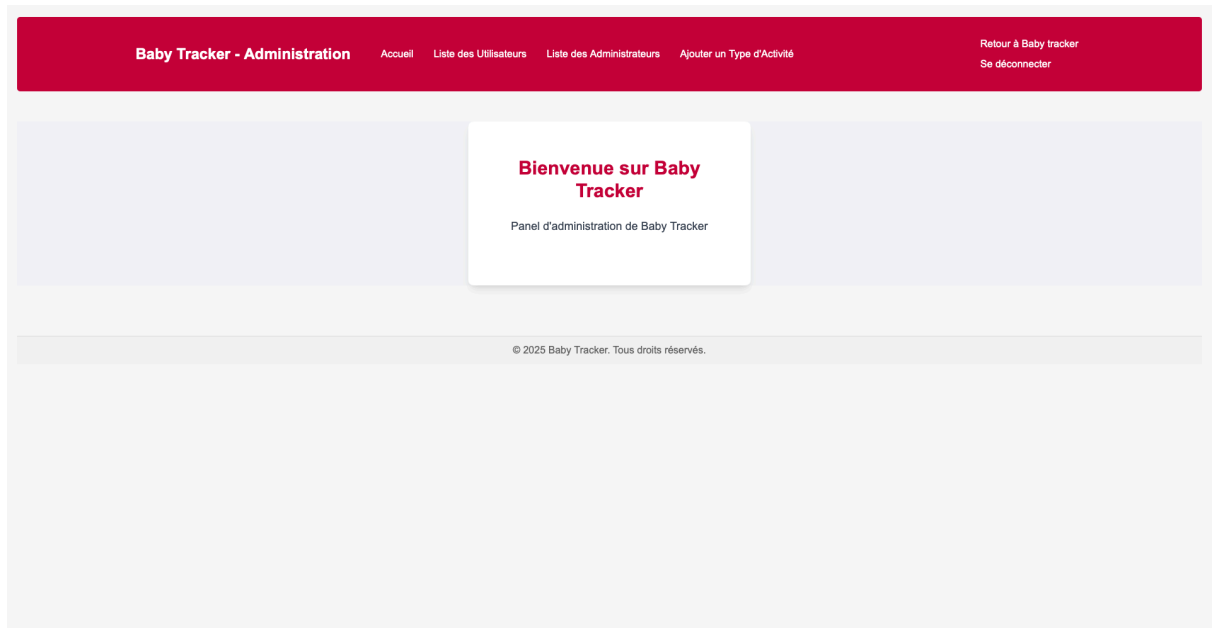 Baby Tracker - Administration
Accueil
Liste des Utilisateurs
Liste des Administrateurs
Ajouter un Type d'Activité
Retour à Baby tracker
Se déconnecter
Bienvenue sur Baby
Tracker
Panel d'administration de Baby Tracker
© 2025 Baby Tracker. Tous droits réservés.